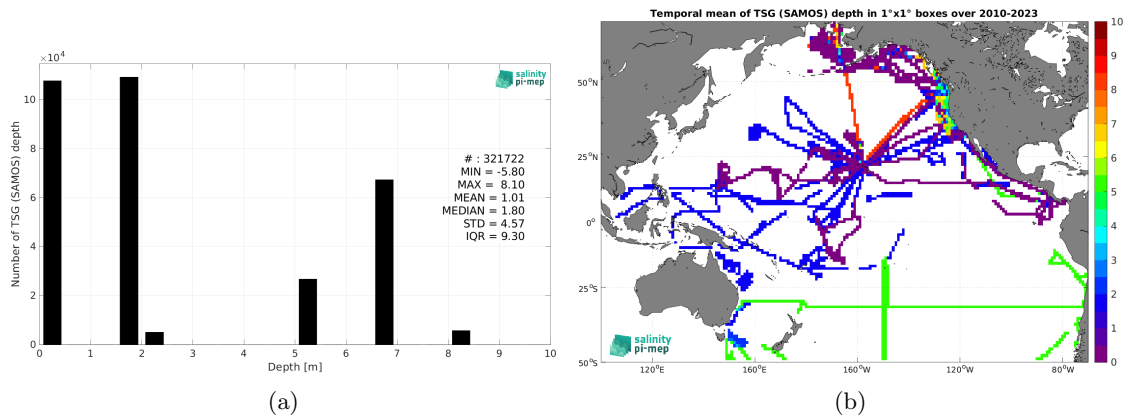 ×10⁴
10
8
6
4
2
0
0 1 2 3 4 5 6 7 8 9 10
Number of TSG (SAMOS) depth
Depth [m]
salinity
pi-mep
# : 321722
MIN = -5.80
MAX = 8.10
MEAN = 1.01
MEDIAN = 1.80
STD = 4.57
IQR = 9.30
(a)
Temporal mean of TSG (SAMOS) depth in 1°x1° boxes over 2010-2023
50°N
25°N
0°
25°S
50°S
120°E 160°E 160°W 120°W 80°W
salinity
pi-mep
10
9
8
7
6
5
4
3
2
1
0
(b)